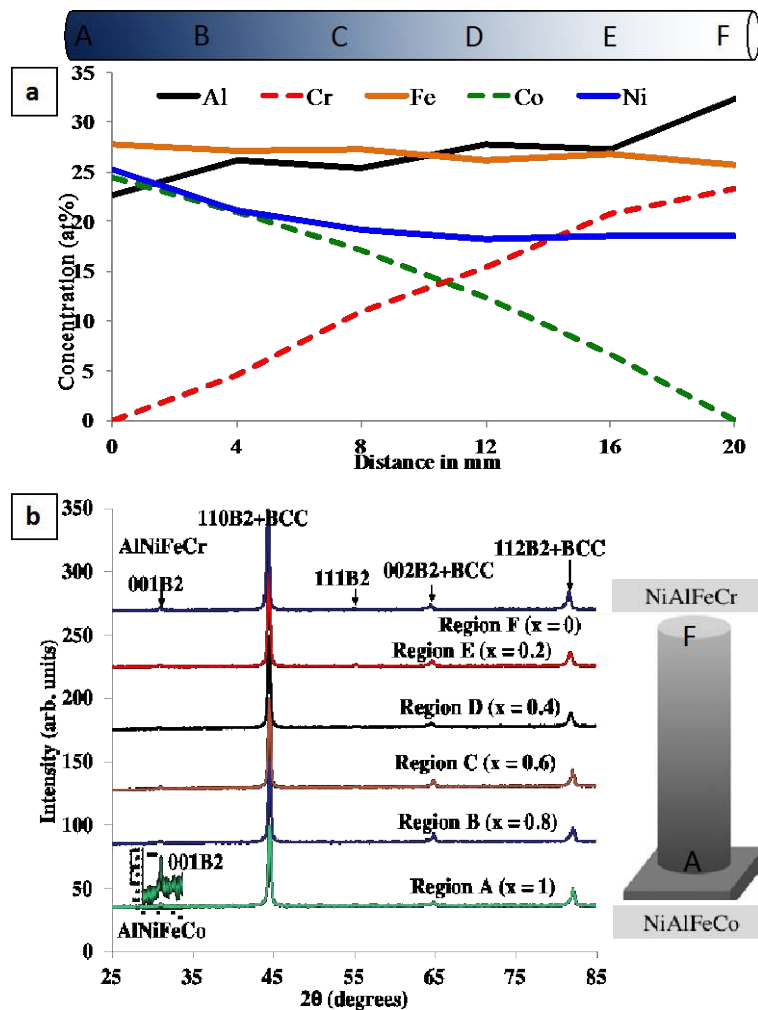 A B C D E F
a
Al Cr Fe Co Ni
Concentration (at%)
35
30
25
20
15
10
5
0
0 4 8 12 16 20
Distance in mm
b
Intensity (arb. units)
350
300
250
200
150
100
50
0
110B2+BCC
AlNiFeCr
001B2
111B2
002B2+BCC
112B2+BCC
Region F (x = 0)
Region E (x = 0.2)
Region D (x = 0.4)
Region C (x = 0.6)
Region B (x = 0.8)
001B2
Region A (x = 1)
AlNiFeCo
25 35 45 55 65 75 85
2θ (degrees)
NiAlFeCr
F
A
NiAlFeCo